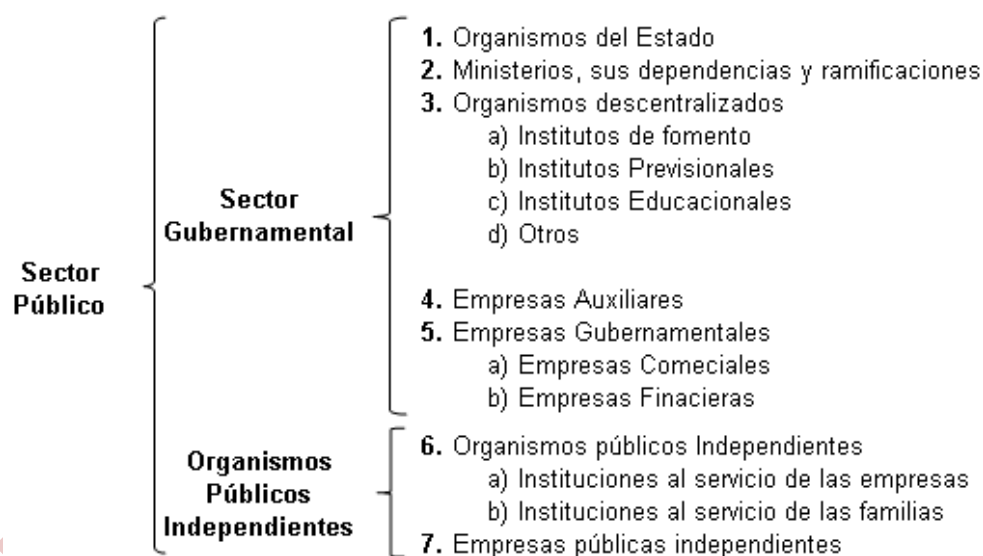 Sector
Público
Sector
Gubernamental
1. Organismos del Estado
2. Ministerios, sus dependencias y ramificaciones
3. Organismos descentralizados
a) Institutos de fomento
b) Institutos Previsionales
c) Institutos Educacionales
d) Otros
4. Empresas Auxiliares
5. Empresas Gubernamentales
a) Empresas Comeciales
b) Empresas Finacieras
Organismos
Públicos
Independientes
6. Organismos públicos Independientes
a) Instituciones al servicio de las empresas
b) Instituciones al servicio de las familias
7. Empresas públicas independientes